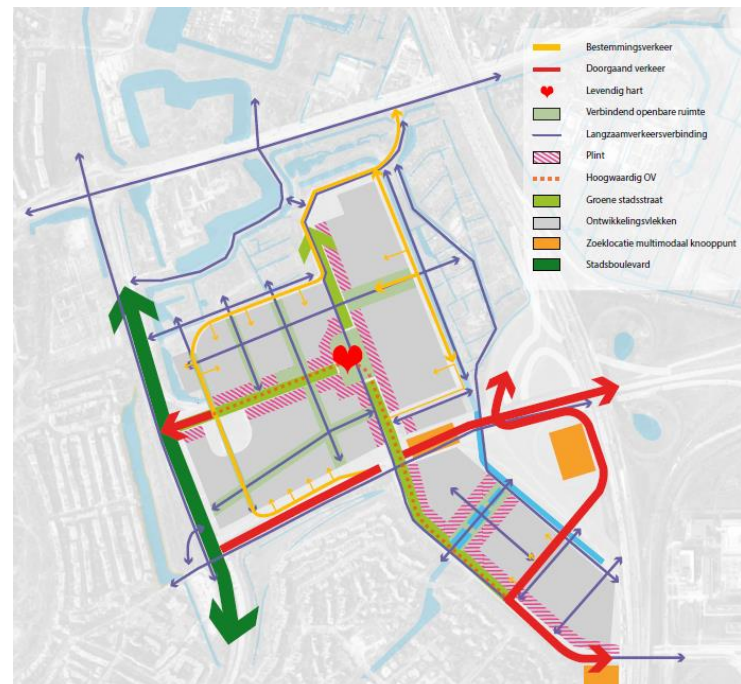 Bestemmingsverkeer
Doorgaand verkeer
Levendig hart
Verbindend openbare ruimte
Langzaamverkeersverbinding
Plint
Hoogwaardig OV
Groene stadsstraat
Ontwikkelingsvlekken
Zoeklocatie multimodaal knooppunt
Stadsboulevard